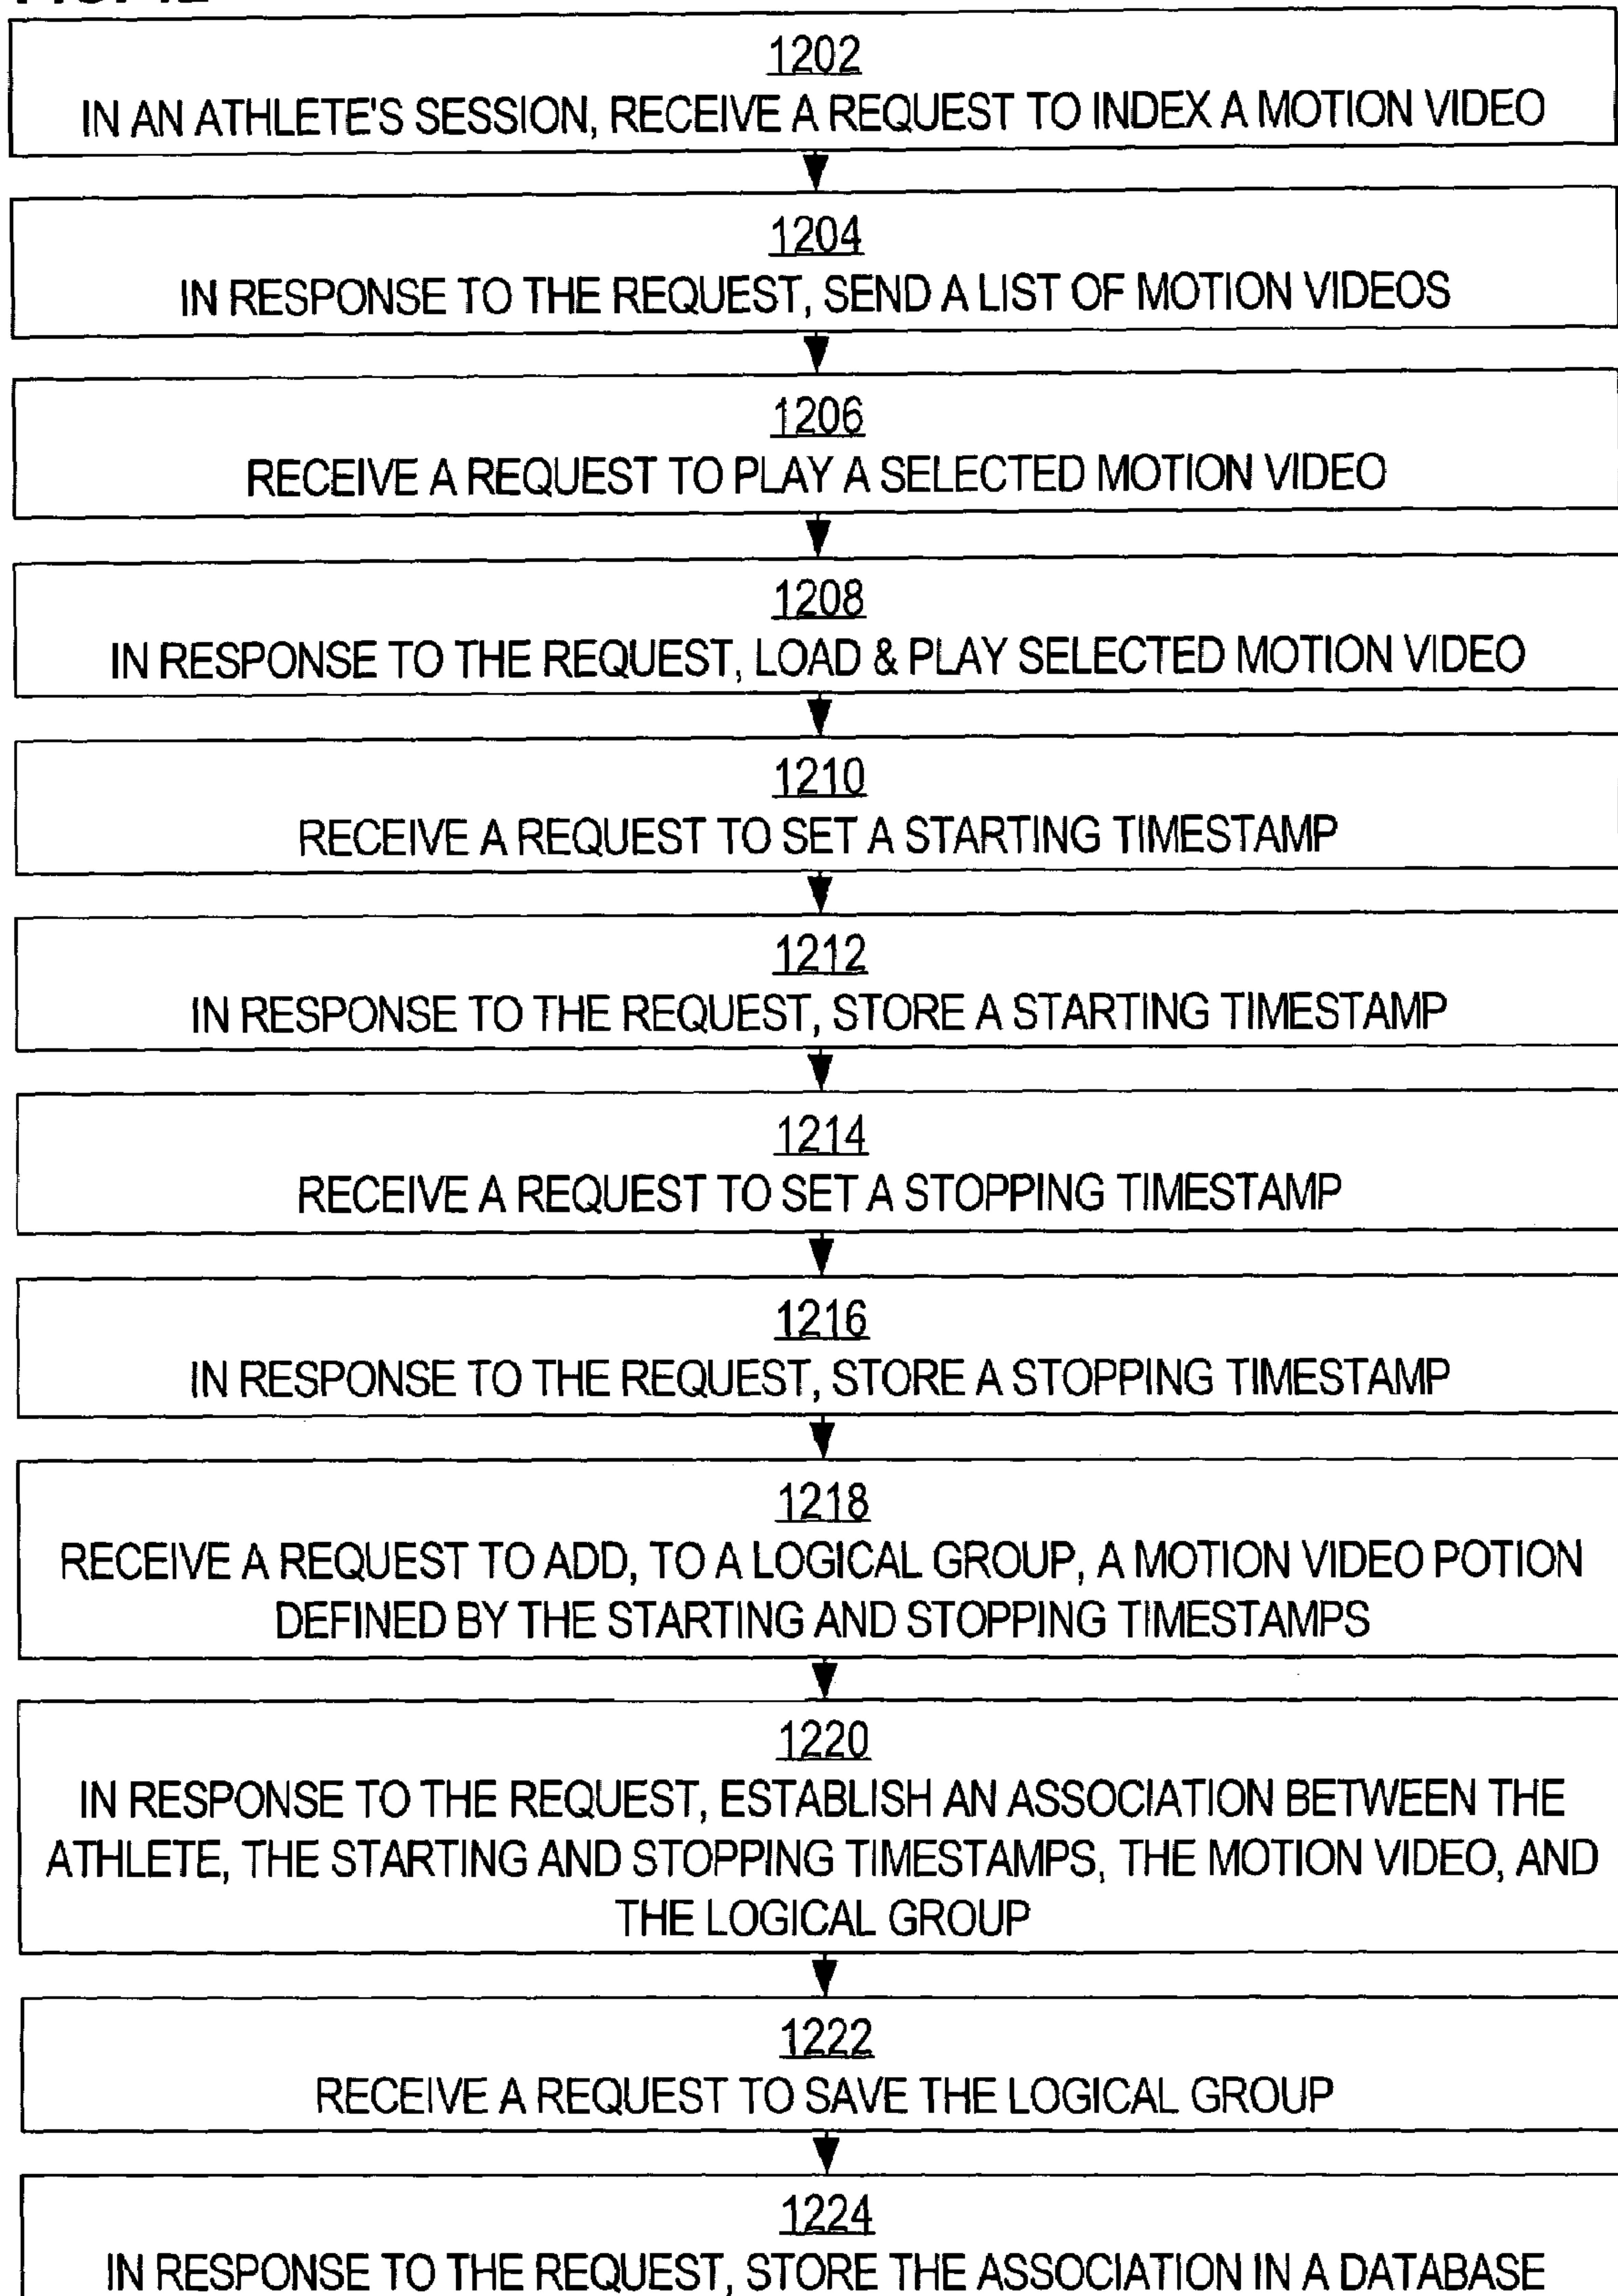 1202
IN AN ATHLETE'S SESSION, RECEIVE A REQUEST TO INDEX A MOTION VIDEO
1204
IN RESPONSE TO THE REQUEST, SEND A LIST OF MOTION VIDEOS
1206
RECEIVE A REQUEST TO PLAY A SELECTED MOTION VIDEO
1208
IN RESPONSE TO THE REQUEST, LOAD & PLAY SELECTED MOTION VIDEO
1210
RECEIVE A REQUEST TO SET A STARTING TIMESTAMP
1212
IN RESPONSE TO THE REQUEST, STORE A STARTING TIMESTAMP
1214
RECEIVE A REQUEST TO SET A STOPPING TIMESTAMP
1216
IN RESPONSE TO THE REQUEST, STORE A STOPPING TIMESTAMP
1218
RECEIVE A REQUEST TO ADD, TO A LOGICAL GROUP, A MOTION VIDEO POTION
DEFINED BY THE STARTING AND STOPPING TIMESTAMPS
1220
IN RESPONSE TO THE REQUEST, ESTABLISH AN ASSOCIATION BETWEEN THE
ATHLETE, THE STARTING AND STOPPING TIMESTAMPS, THE MOTION VIDEO, AND
THE LOGICAL GROUP
1222
RECEIVE A REQUEST TO SAVE THE LOGICAL GROUP
1224
IN RESPONSE TO THE REQUEST, STORE THE ASSOCIATION IN A DATABASE